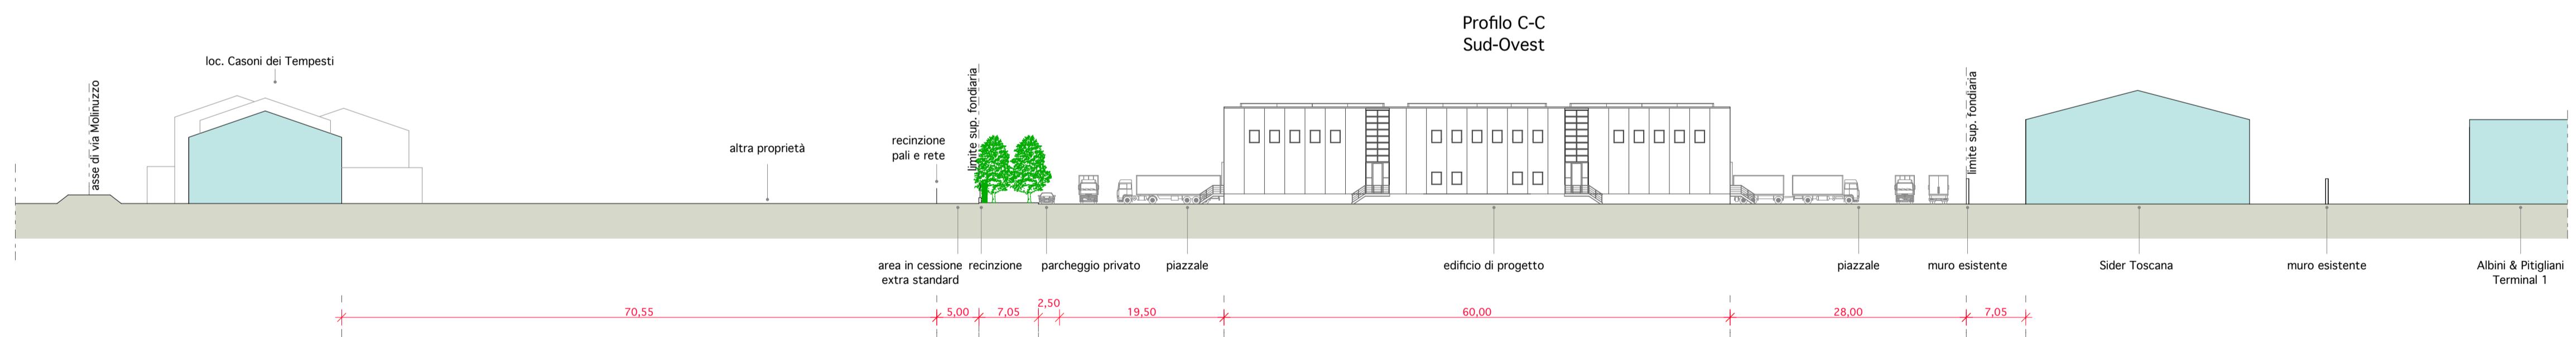 Profilo C-C
Sud-Ovest
loc. Casoni dei Tempesti
asse di via Molinuzzo
altra proprietà
recinzione
pali e rete
limite sup. fondiaria
limite sup. fondiaria
area in cessione
extra standard
recinzione
parcheggio privato
piazzale
edificio di progetto
piazzale
muro esistente
Sider Toscana
muro esistente
Albini & Pitigliani
Terminal 1
70,55
5,00
7,05
2,50
19,50
60,00
28,00
7,05